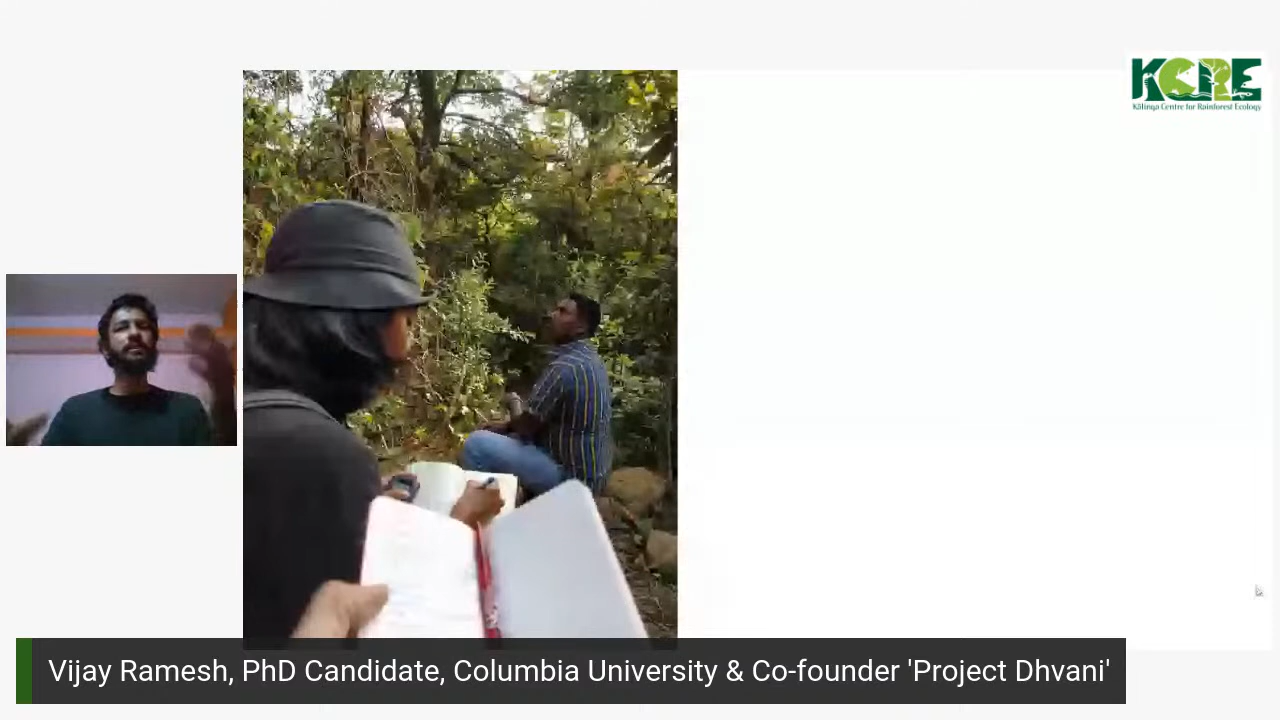 KCRE
Kalinga Centre for Rainforest Ecology
Vijay Ramesh, PhD Candidate, Columbia University & Co-founder 'Project Dhvani'